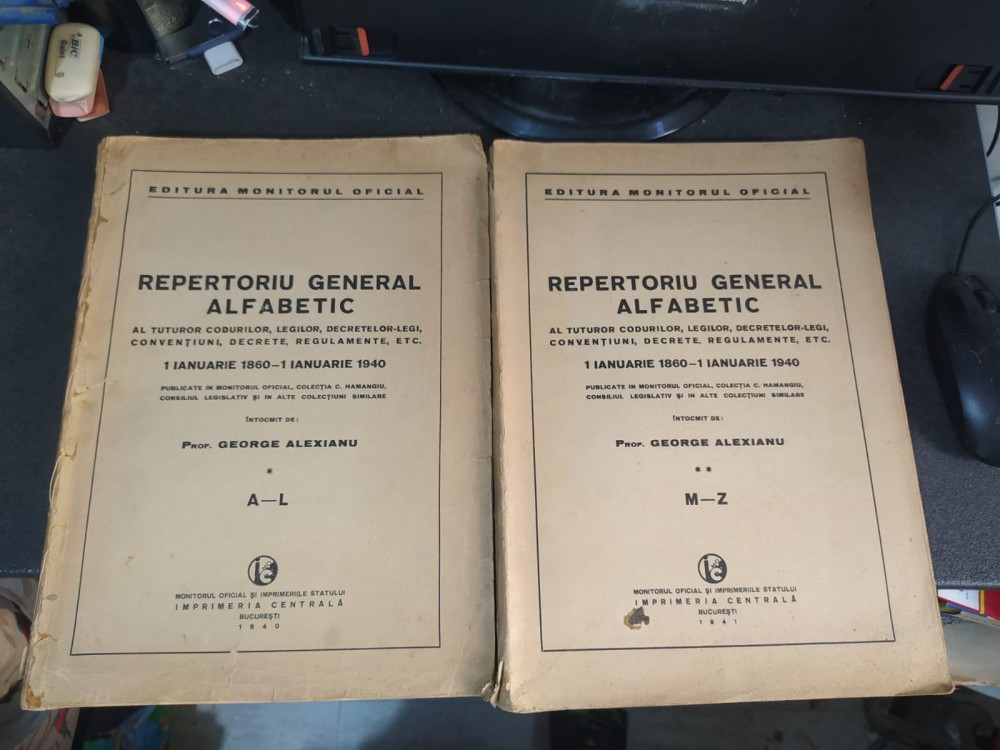 BIC
Galet
EDITURA MONITORUL OFICIAL
REPERTORIU GENERAL
ALFABETIC
AL TUTUROR CODURILOR, LEGILOR, DECRETELOR-LEGI,
CONVENȚIUNI, DECRETE, REGULAMENTE, ETC.
1 IANUARIE 1860—1 IANUARIE 1940
PUBLICATE IN MONITORUL OFICIAL, COLECȚIA C. HAMANGIU,
CONSILIUL LEGISLATIV ȘI IN ALTE COLECȚIUNI SIMILARE
ÎNTOCMIT DE:
PROF. GEORGE ALEXIANU
*
A—L
MONITORUL OFICIAL ȘI IMPRIMERIILE STATULUI
IMPRIMERIA CENTRALĂ
BUCUREȘTI
1940
EDITURA MONITORUL OFICIAL
REPERTORIU GENERAL
ALFABETIC
AL TUTUROR CODURILOR, LEGILOR, DECRETELOR-LEGI,
CONVENȚIUNI, DECRETE, REGULAMENTE, ETC.
1 IANUARIE 1860—1 IANUARIE 1940
PUBLICATE IN MONITORUL OFICIAL, COLECȚIA C. HAMANGIU,
CONSILIUL LEGISLATIV ȘI IN ALTE COLECȚIUNI SIMILARE
ÎNTOCMIT DE:
PROF. GEORGE ALEXIANU
**
M—Z
MONITORUL OFICIAL ȘI IMPRIMERIILE STATULUI
IMPRIMERIA CENTRALĂ
BUCUREȘTI
1941